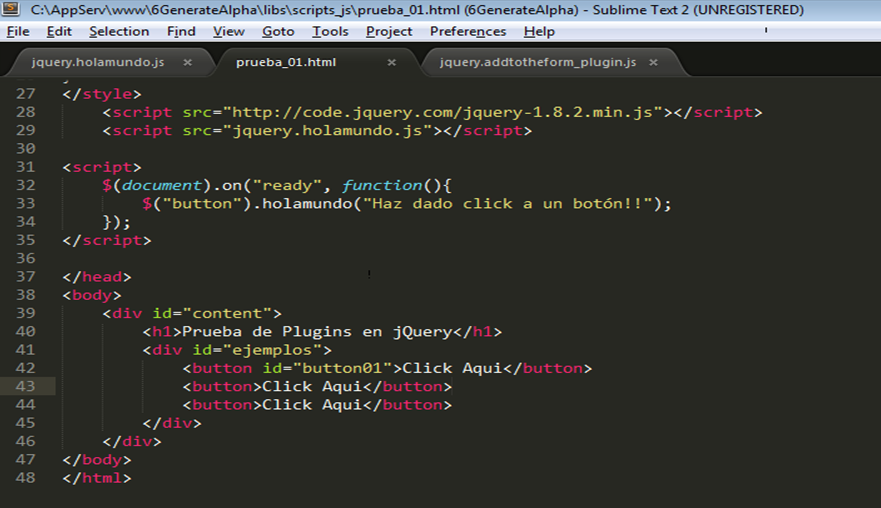 C:\AppServ\www\6GenerateAlpha\libs\scripts_js\prueba_01.html (6GenerateAlpha) - Sublime Text 2 (UNREGISTERED)
File Edit Selection Find View Goto Tools Project Preferences Help
jquery.holamundo.js × prueba_01.html × jquery.addtotheform_plugin.js ×
27 </style>
28 <script src="http://code.jquery.com/jquery-1.8.2.min.js"></script>
29 <script src="jquery.holamundo.js"></script>
30
31 <script>
32 $(document).on("ready", function(){
33 $("button").holamundo("Haz dado click a un botón!!");
34 });
35 </script>
36
37 </head>
38 <body>
39 <div id="content">
40 <h1>Prueba de Plugins en jQuery</h1>
41 <div id="ejemplos">
42 <button id="button01">Click Aqui</button>
43 <button>Click Aqui</button>
44 <button>Click Aqui</button>
45 </div>
46 </div>
47 </body>
48 </html>